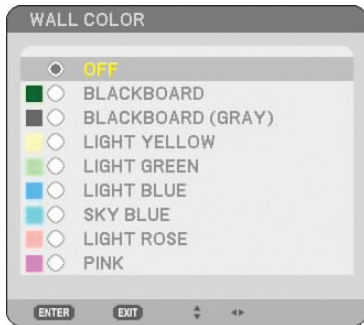 WALL COLOR
OFF
BLACKBOARD
BLACKBOARD (GRAY)
LIGHT YELLOW
LIGHT GREEN
LIGHT BLUE
SKY BLUE
LIGHT ROSE
PINK
ENTER EXIT